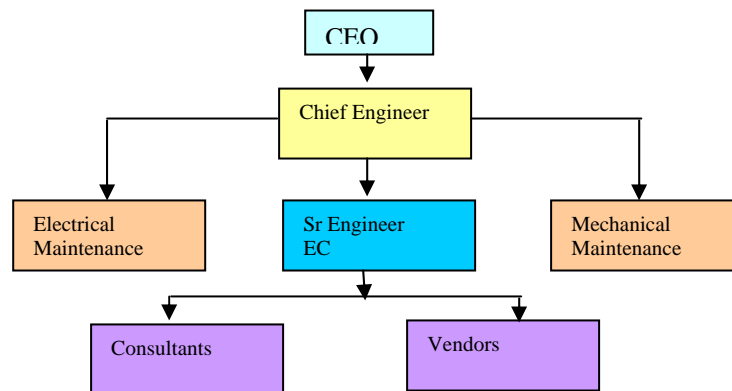 CEO
Chief Engineer
Electrical
Maintenance
Sr Engineer
EC
Mechanical
Maintenance
Consultants
Vendors